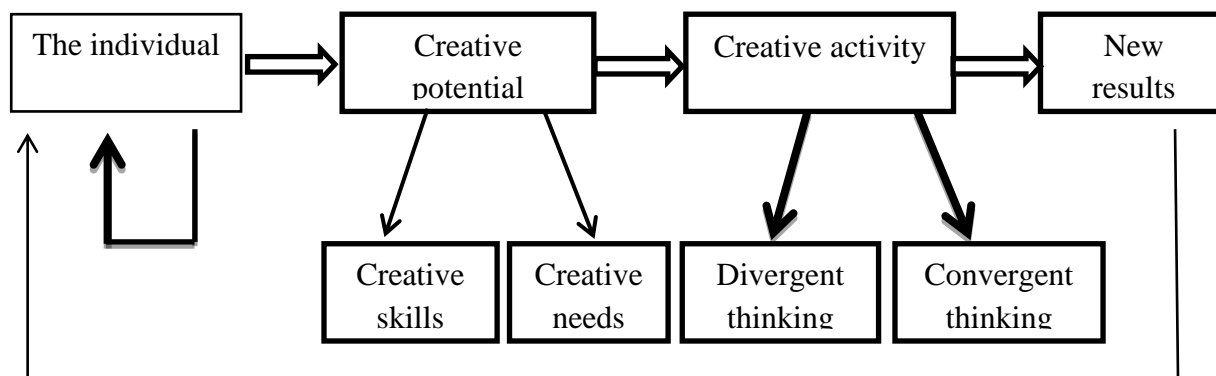 The individual
Creative
potential
Creative activity
New
results
Creative
skills
Creative
needs
Divergent
thinking
Convergent
thinking